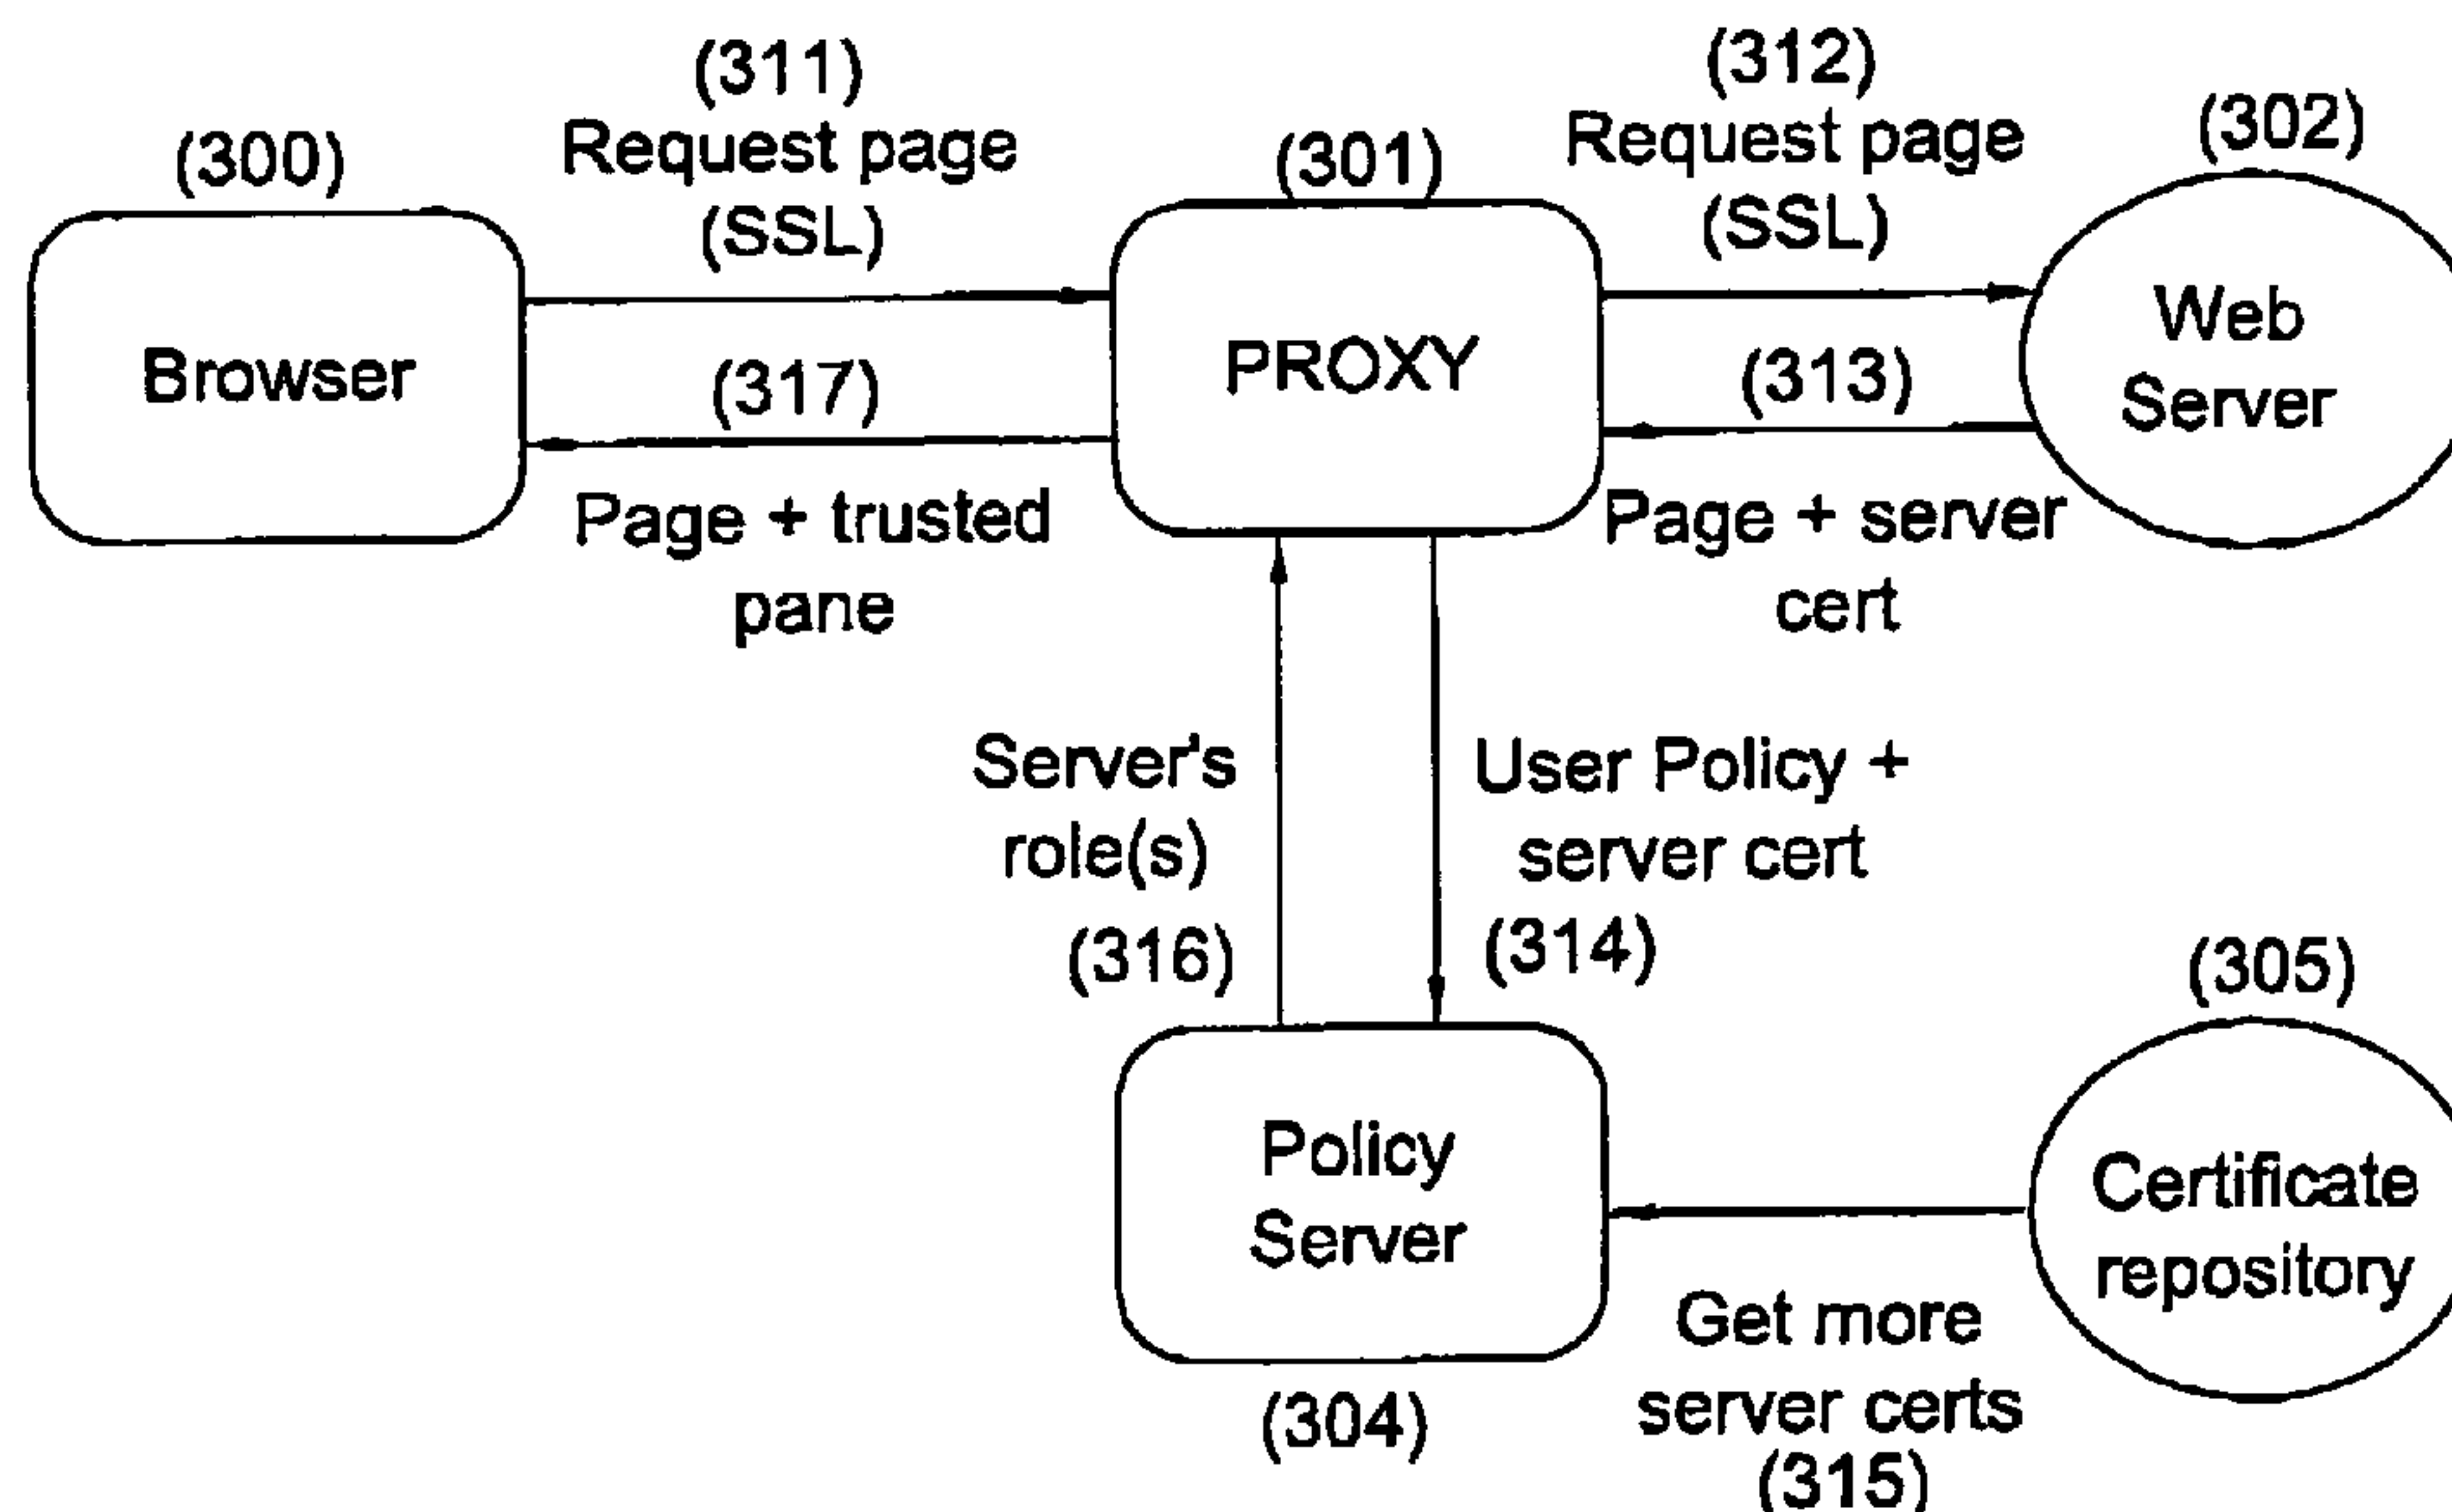 (311)
Request page
(SSL)
(312)
Request page
(SSL)
(300)
(301)
(302)
Browser
(317)
PROXY
(313)
Web
Server
Page + trusted
pane
Page + server
cert
Server's
role(s)
(316)
User Policy +
server cert
(314)
(305)
Policy
Server
(304)
Certificate
repository
Get more
server certs
(315)